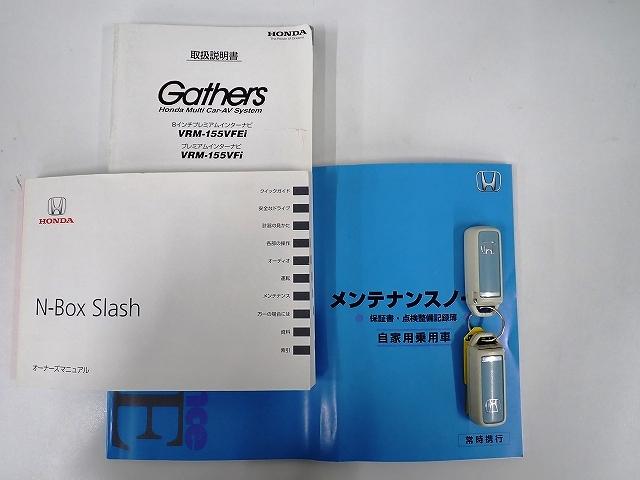 取扱説明書
HONDA
The Power of Dreams
Gathers
Honda Multi Car-AV System
8インチプレミアムインターナビ
VRM-155VFEi
プレミアムインターナビ
VRM-155VFi
HONDA
N-Box Slash
オーナーズマニュアル
クイックガイド
安全なドライブ
計器の見かた
各部の操作
オーディオ
運転
メンテナンス
万一の場合には
資料
索引
メンテナンスノー
保証書・点検整備記録簿
自家用乗用車
常時携行
nce
E